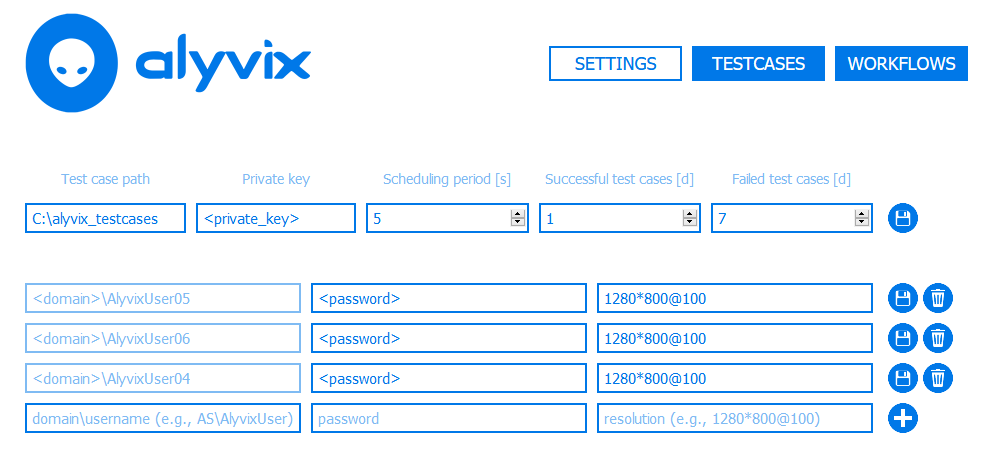 alyvix
SETTINGS TESTCASES WORKFLOWS
Test case path Private key Scheduling period [s] Successful test cases [d] Failed test cases [d]
C:\alyvix_testcases <private_key> 5 1 7
<domain>\AlyvixUser05 <password> 1280*800@100
<domain>\AlyvixUser06 <password> 1280*800@100
<domain>\AlyvixUser04 <password> 1280*800@100
domain\username (e.g., AS\AlyvixUser) password resolution (e.g., 1280*800@100)